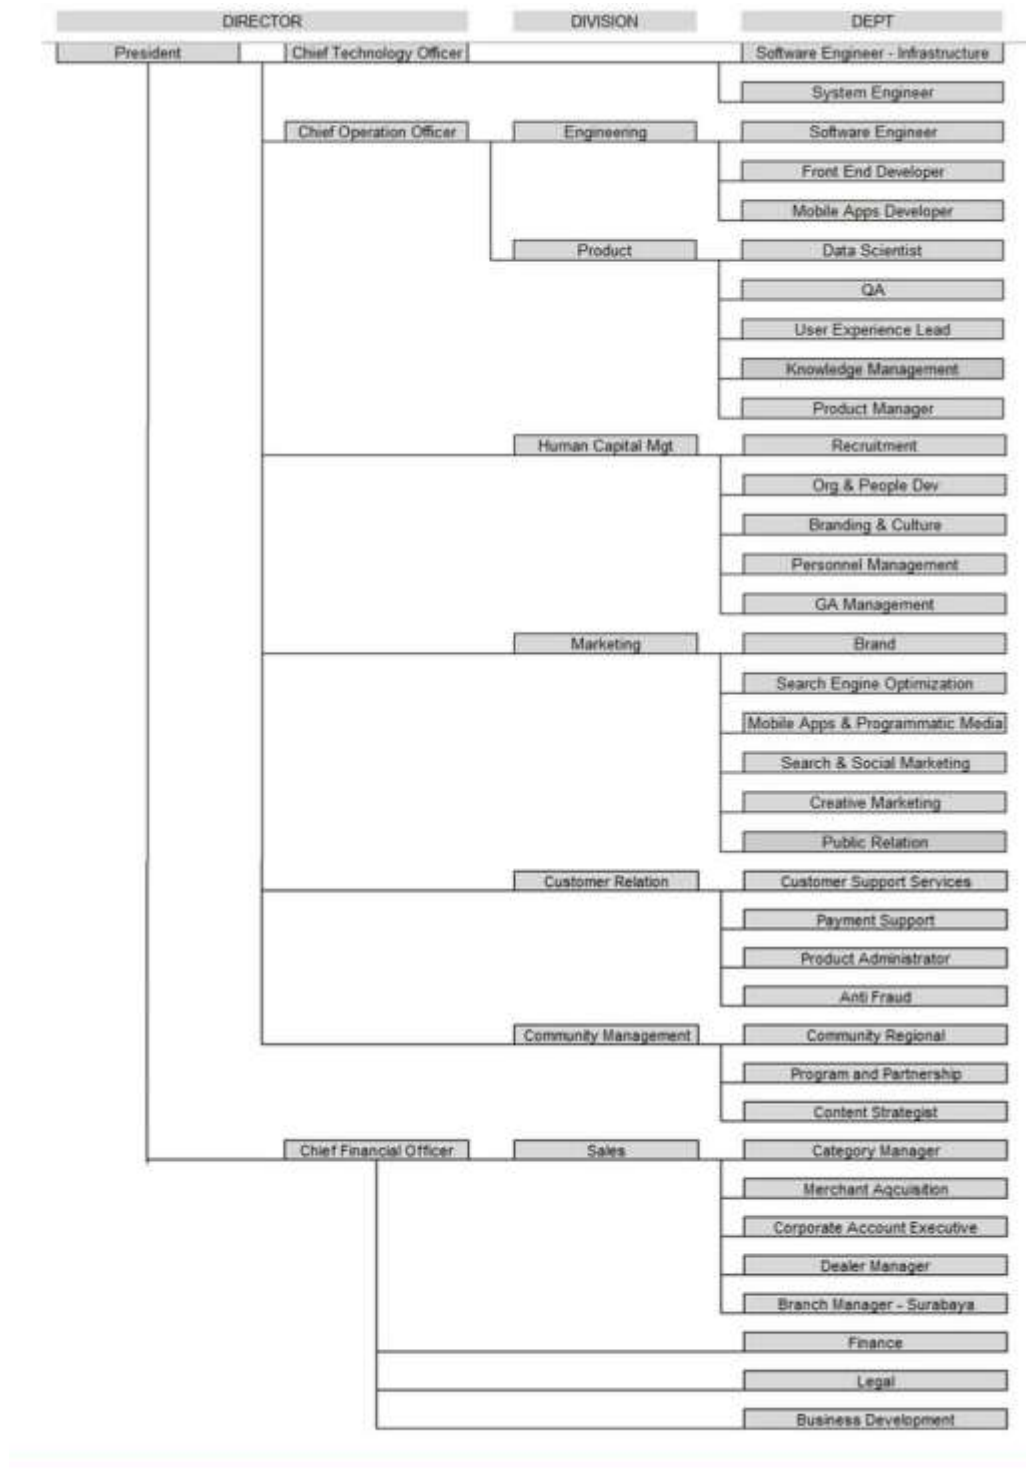 DIRECTOR DIVISION DEPT
President Chief Technology Officer Software Engineer - Infrastructure
System Engineer
Chief Operation Officer Engineering Software Engineer
Front End Developer
Mobile Apps Developer
Product Data Scientist
QA
User Experience Lead
Knowledge Management
Product Manager
Human Capital Mgt Recruitment
Org & People Dev
Branding & Culture
Personnel Management
GA Management
Marketing Brand
Search Engine Optimization
Mobile Apps & Programmatic Media
Search & Social Marketing
Creative Marketing
Public Relation
Customer Relation Customer Support Services
Payment Support
Product Administrator
Anti Fraud
Community Management Community Regional
Program and Partnership
Content Strategist
Chief Financial Officer Sales Category Manager
Merchant Aqcuisition
Corporate Account Executive
Dealer Manager
Branch Manager - Surabaya
Finance
Legal
Business Development